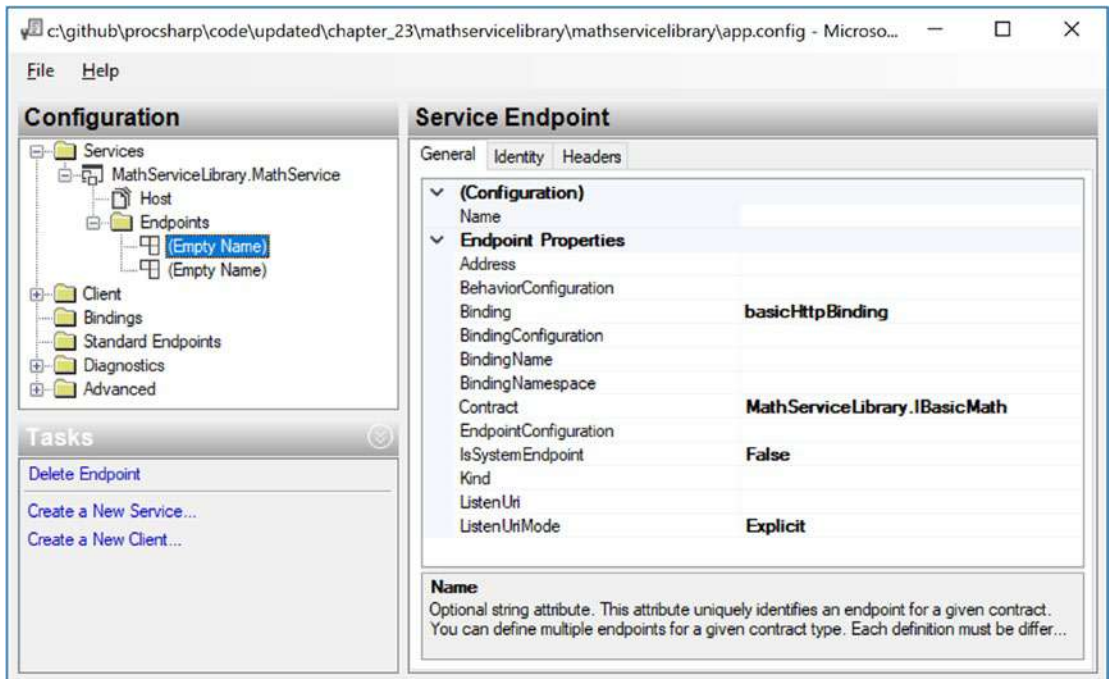 c:\github\procsharp\code\updated\chapter_23\mathservicelibrary\mathservicelibrary\app.config - Microso...
File Help
Configuration
Services
MathServiceLibrary.MathService
Host
Endpoints
(Empty Name)
(Empty Name)
Client
Bindings
Standard Endpoints
Diagnostics
Advanced
Tasks
Delete Endpoint
Create a New Service...
Create a New Client...
Service Endpoint
General Identity Headers
(Configuration)
Name
Endpoint Properties
Address
BehaviorConfiguration
Binding basicHttpBinding
BindingConfiguration
BindingName
BindingNamespace
Contract MathServiceLibrary.IBasicMath
EndpointConfiguration
IsSystemEndpoint False
Kind
ListenUri
ListenUriMode Explicit
Name
Optional string attribute. This attribute uniquely identifies an endpoint for a given contract.
You can define multiple endpoints for a given contract type. Each definition must be differ...